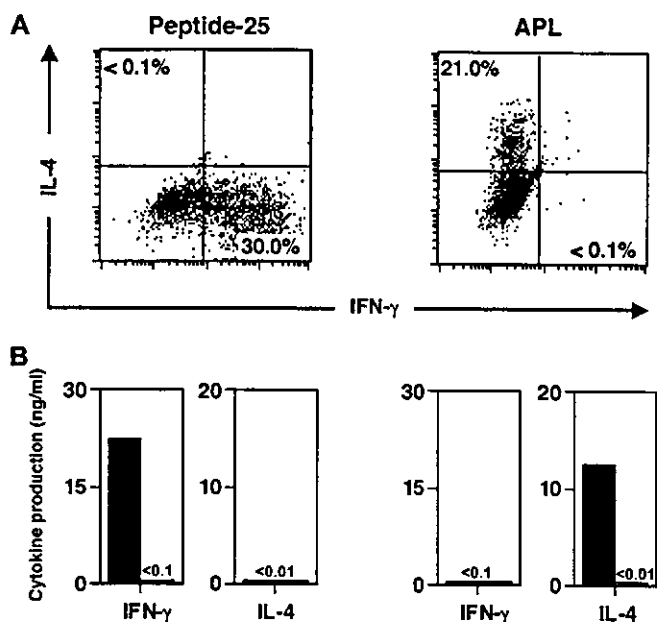 A
Peptide-25
APL
< 0.1%
21.0%
IL-4
30.0%
< 0.1%
IFN-γ
B
Cytokine production (ng/ml)
30
15
0
<0.1
IFN-γ
20
10
0
<0.01
IL-4
30
15
0
<0.1
IFN-γ
20
10
0
<0.01
IL-4